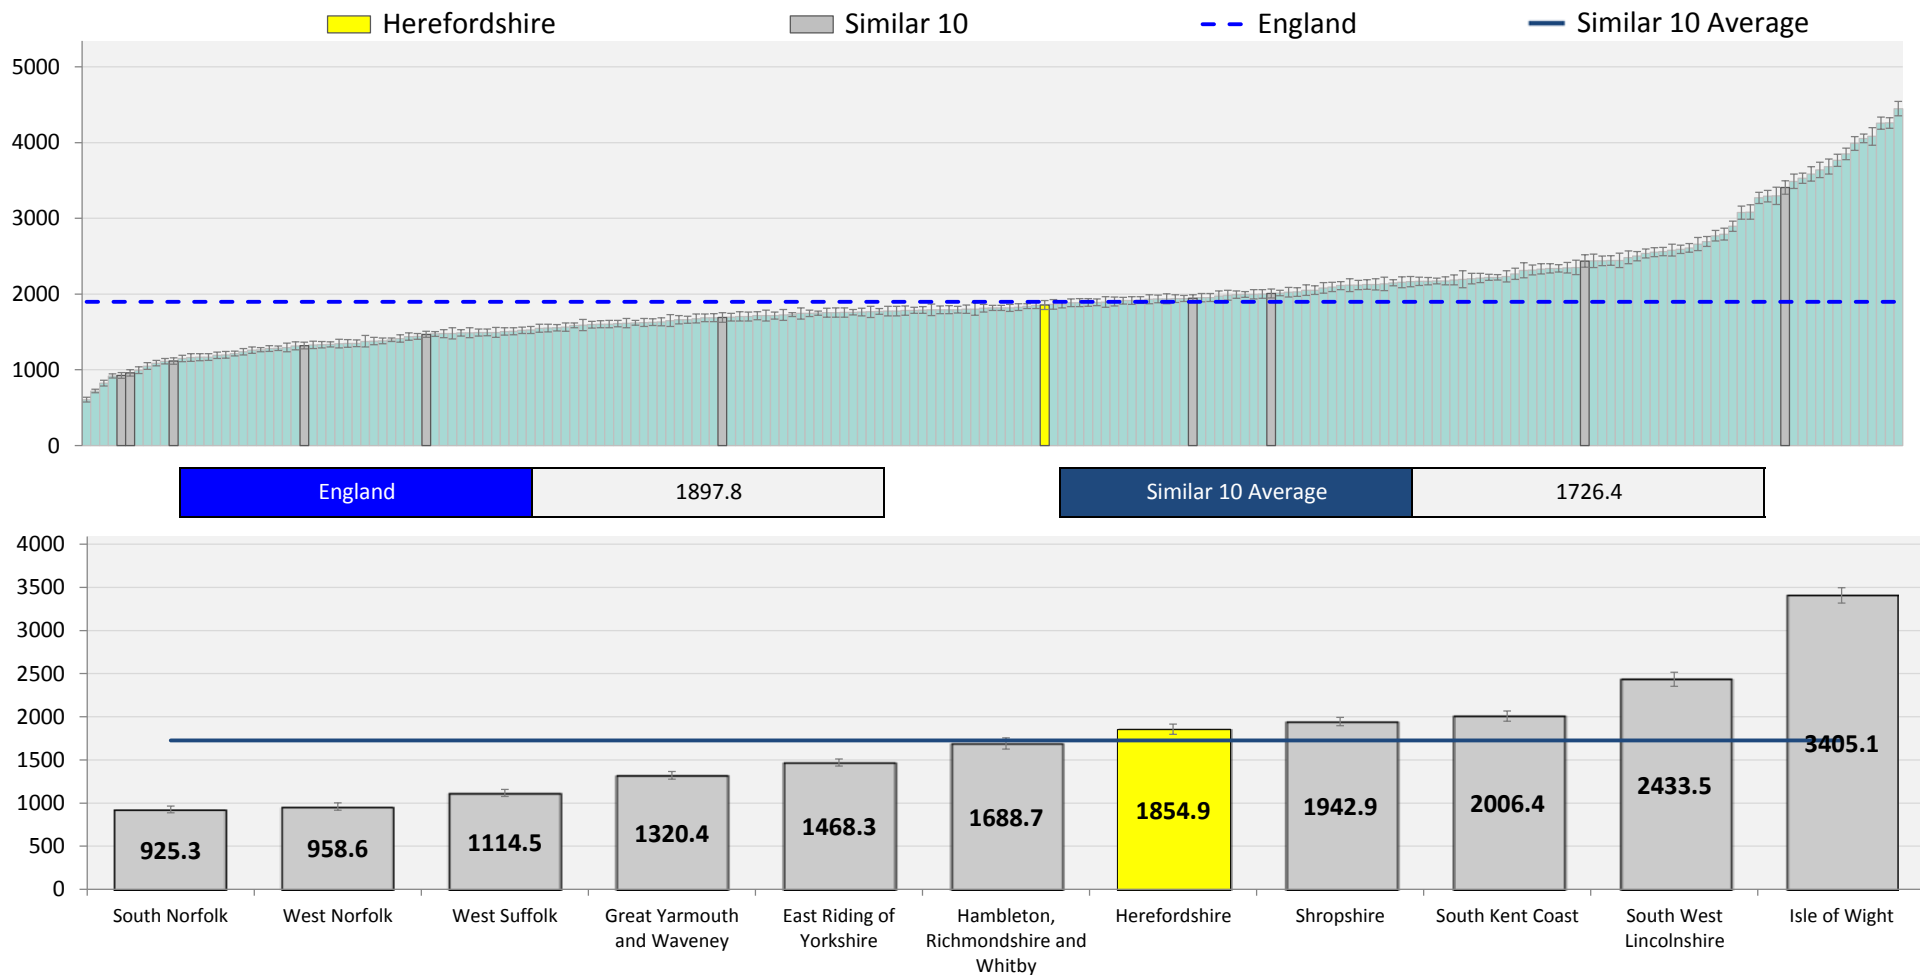 Herefordshire
Similar 10
England
Similar 10 Average
5000
4000
3000
2000
1000
0
England
1897.8
Similar 10 Average
1726.4
4000
3500
3000
2500
2000
1500
1000
500
0
925.3
958.6
1114.5
1320.4
1468.3
1688.7
1854.9
1942.9
2006.4
2433.5
3405.1
South Norfolk
West Norfolk
West Suffolk
Great Yarmouth
and Waveney
East Riding of
Yorkshire
Hambleton,
Richmondshire and
Whitby
Herefordshire
Shropshire
South Kent Coast
South West
Lincolnshire
Isle of Wight